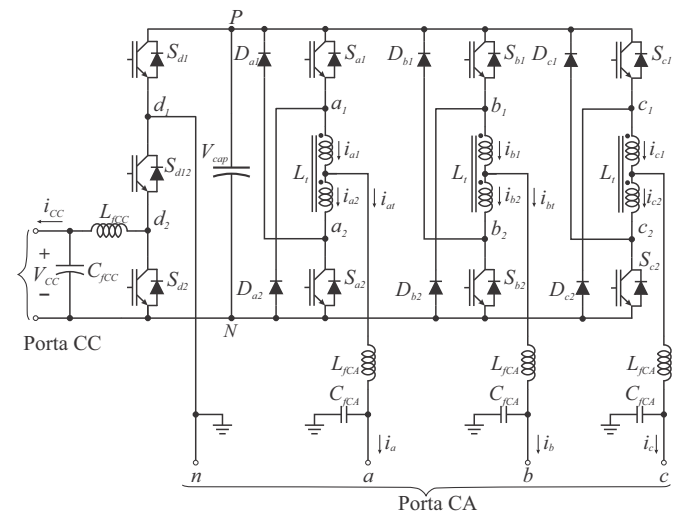 P
S_{d1} D_{a1} S_{a1} D_{b1} S_{b1} D_{c1} S_{c1}
d_1 a_1 b_1 c_1
V_{cap} i_{a1} i_{b1} i_{c1}
S_{d12} L_t L_t L_t
i_{a2} i_{at} i_{b2} i_{bt} i_{c2}
i_{CC} L_{fCC} d_2 a_2 b_2 c_2
+ V_{CC} − C_{fCC} S_{d2} D_{a2} S_{a2} D_{b2} S_{b2} D_{c2} S_{c2}
N
Porta CC
L_{fCA} L_{fCA} L_{fCA}
C_{fCA} C_{fCA} C_{fCA}
i_a i_b i_c
n a b c
Porta CA